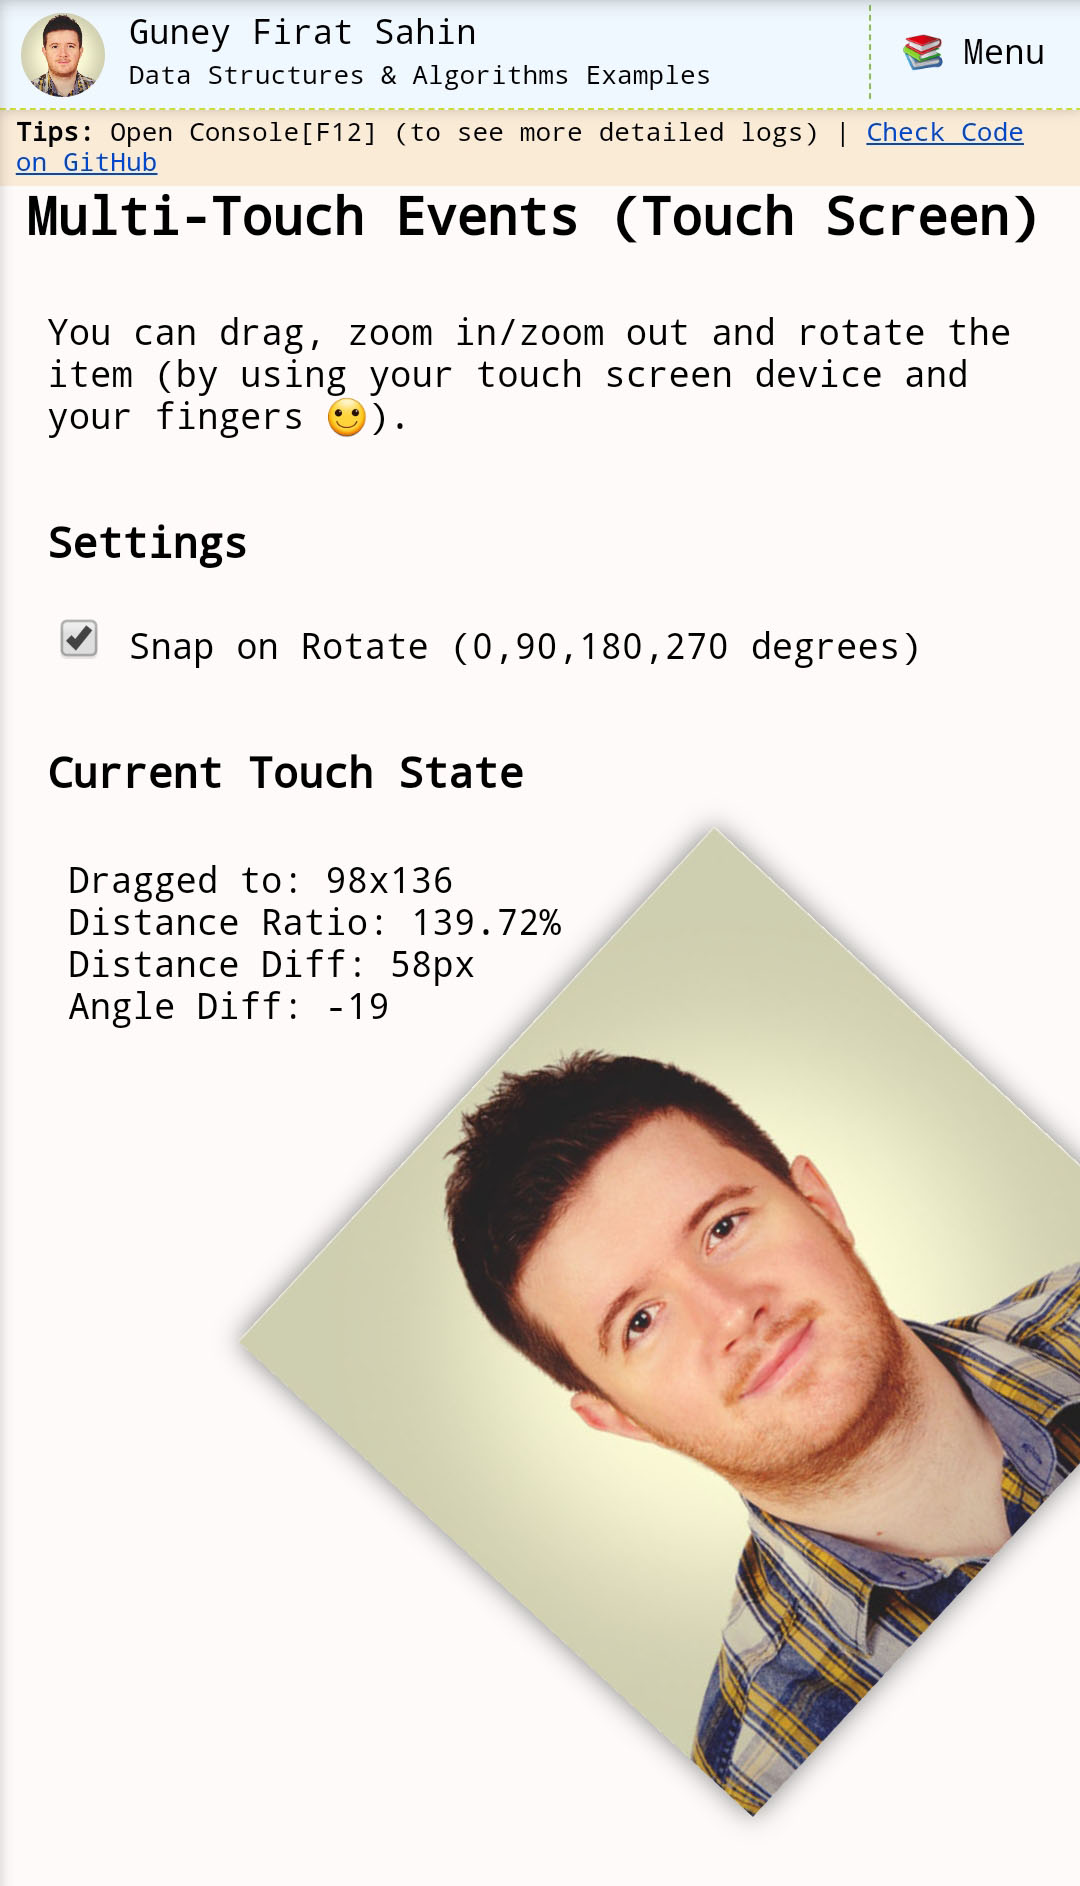 Guney Firat Sahin
Data Structures & Algorithms Examples
Menu
Tips: Open Console[F12] (to see more detailed logs) | Check Code
on GitHub
Multi-Touch Events (Touch Screen)
You can drag, zoom in/zoom out and rotate the
item (by using your touch screen device and
your fingers 🙂).
Settings
Snap on Rotate (0,90,180,270 degrees)
Current Touch State
Dragged to: 98x136
Distance Ratio: 139.72%
Distance Diff: 58px
Angle Diff: -19